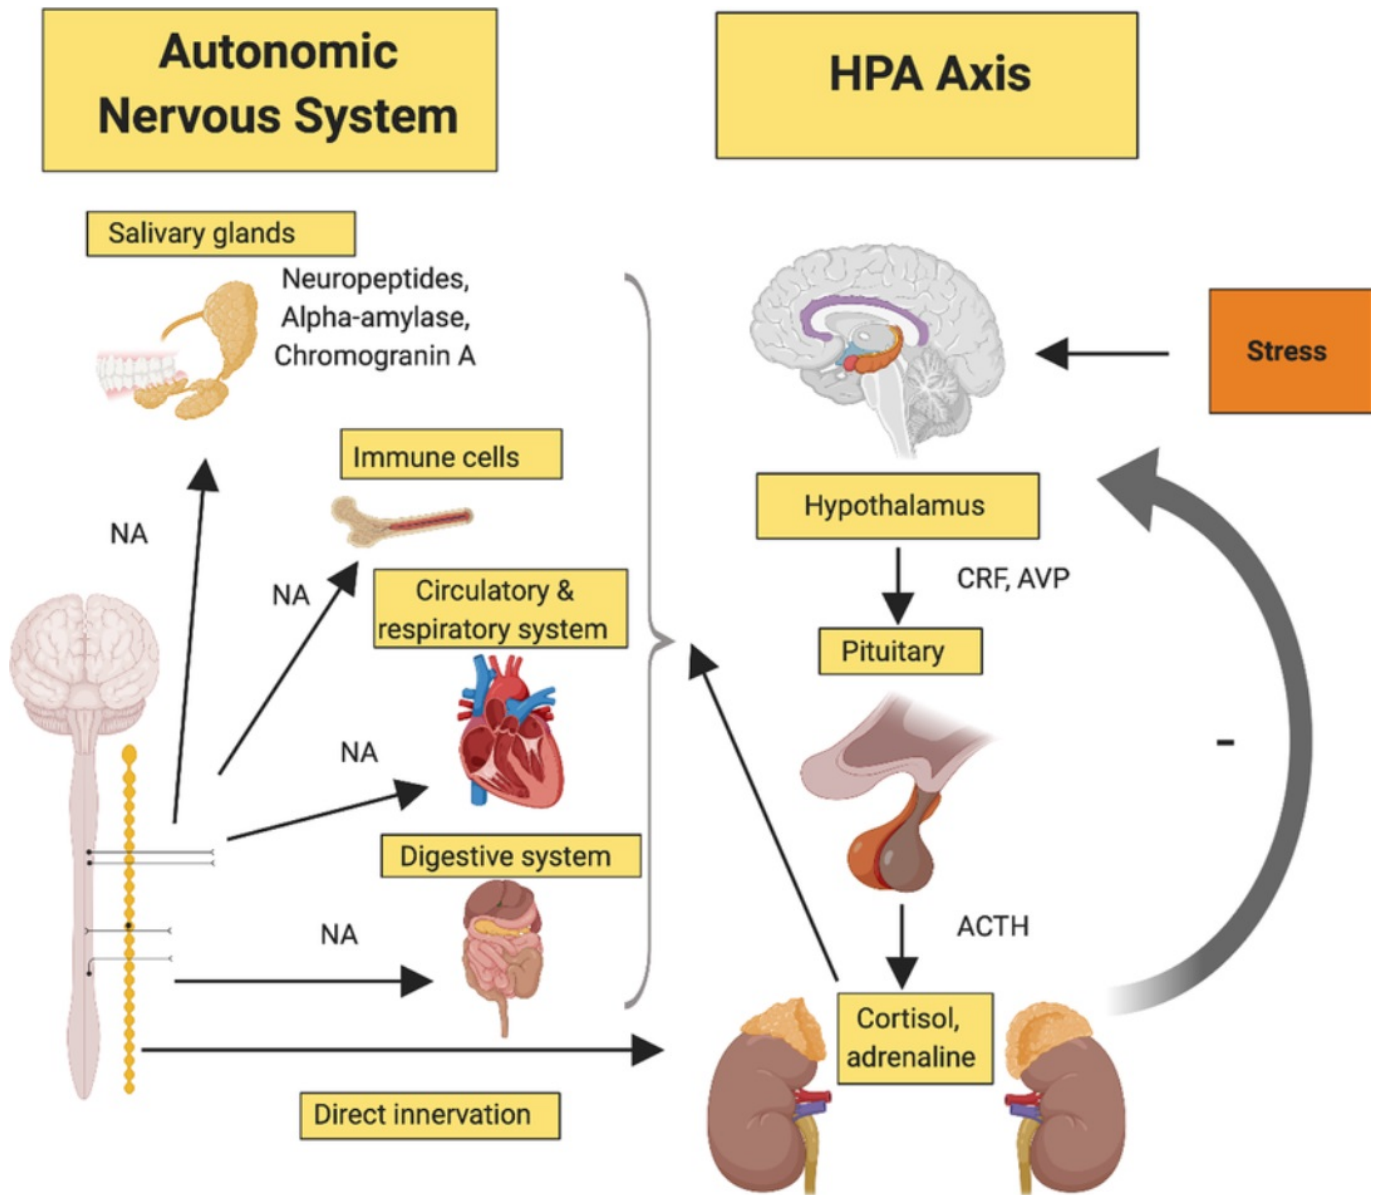 Autonomic
Nervous System
HPA Axis
Salivary glands
Neuropeptides,
Alpha-amylase,
Chromogranin A
Stress
Immune cells
Hypothalamus
NA
NA
CRF, AVP
Circulatory &
respiratory system
Pituitary
NA
-
Digestive system
NA
ACTH
Cortisol,
adrenaline
Direct innervation